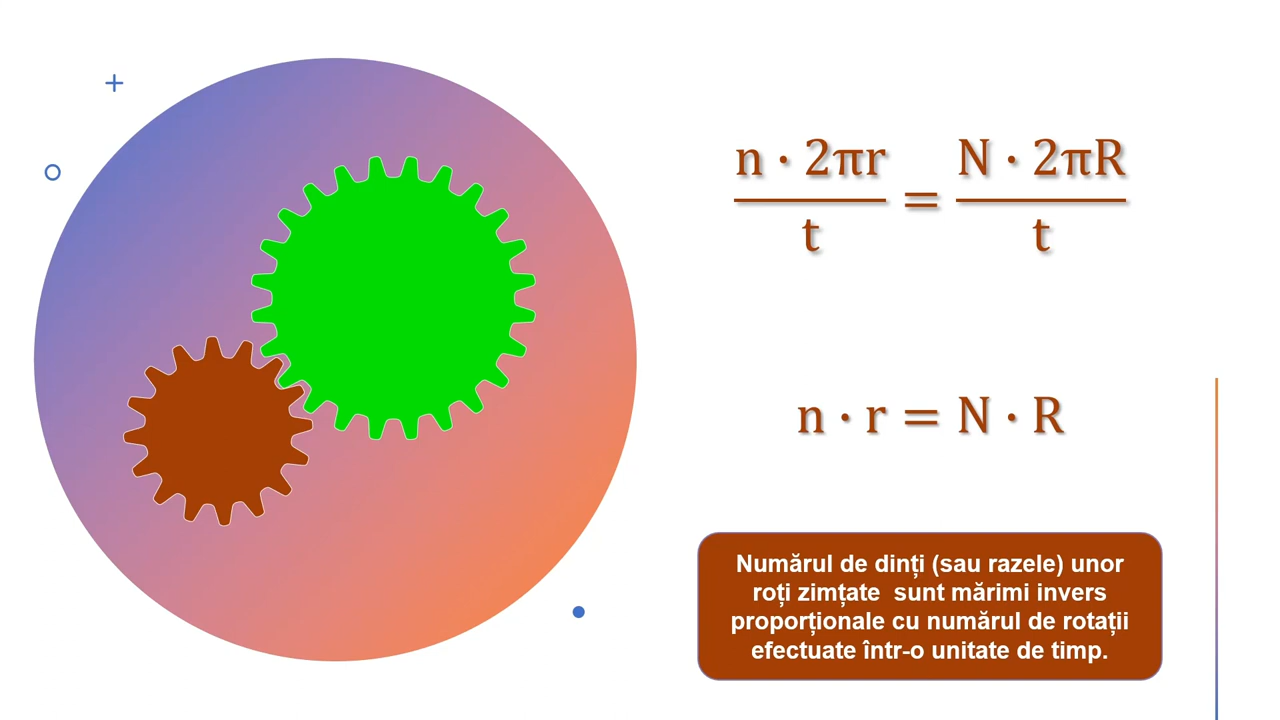 n · 2πr / t = N · 2πR / t
n · r = N · R
Numărul de dinți (sau razele) unor
roți zimțate sunt mărimi invers
proporționale cu numărul de rotații
efectuate într-o unitate de timp.